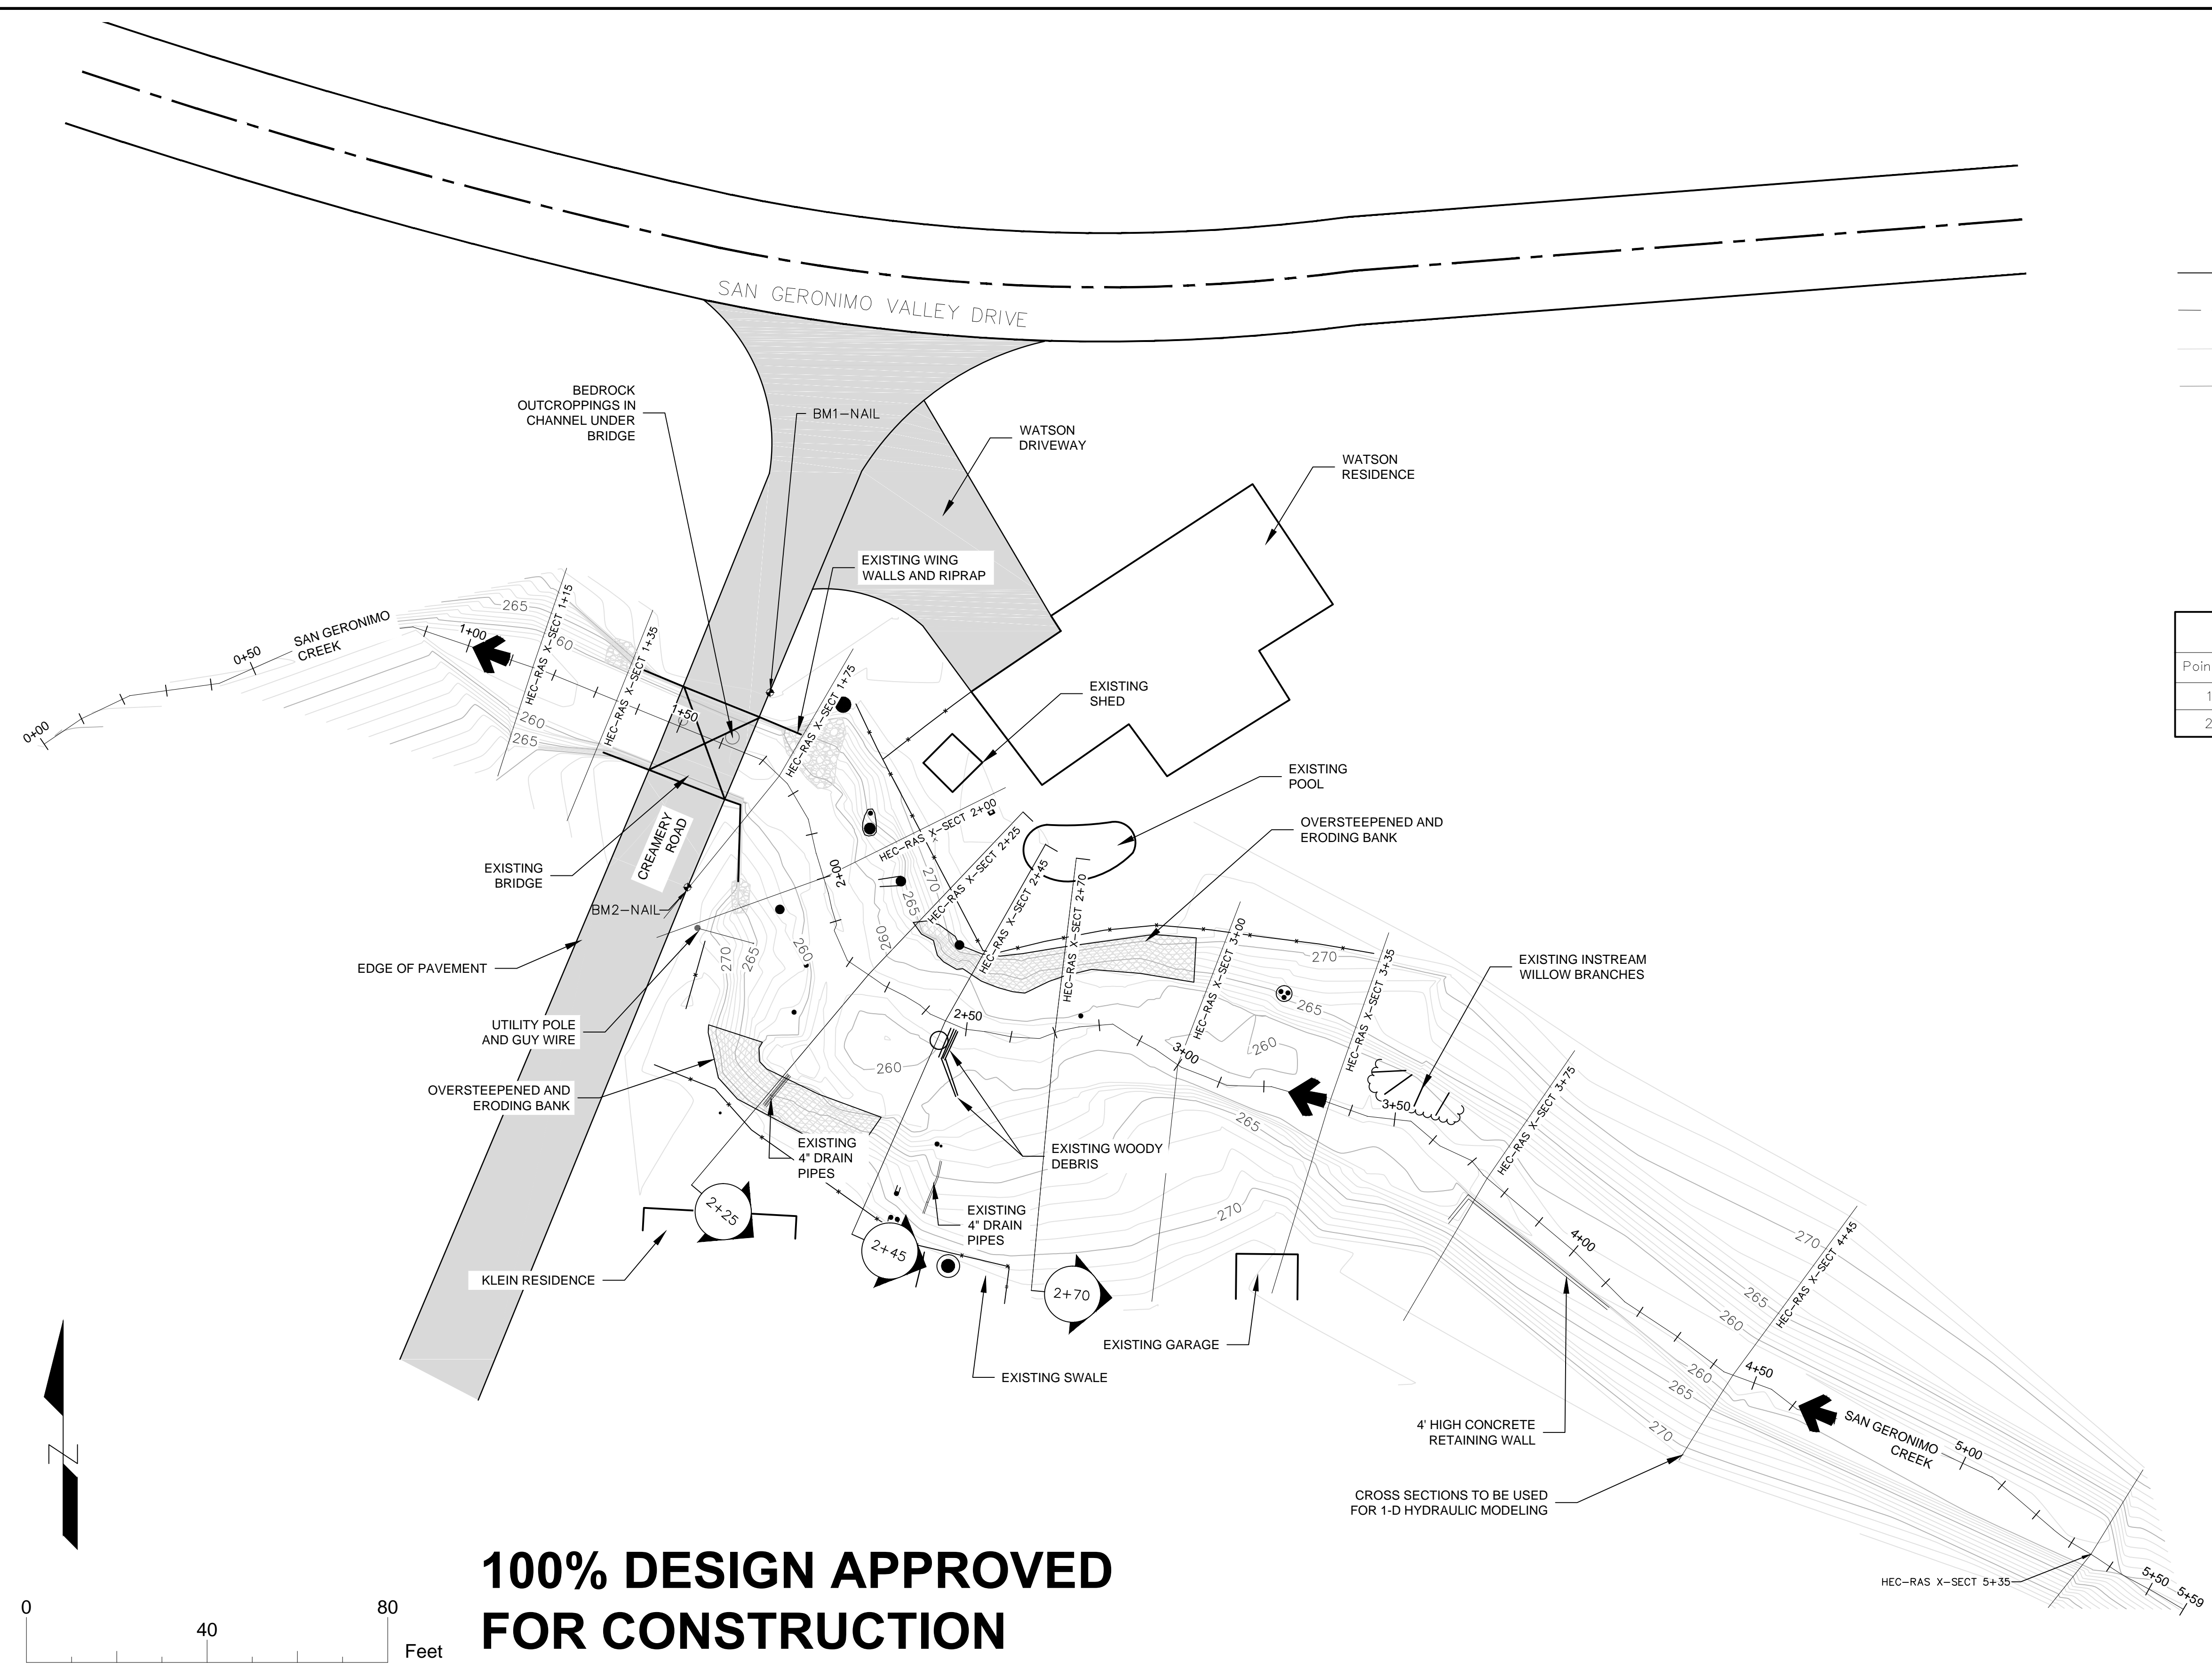 SAN GERONIMO VALLEY DRIVE
BEDROCK
OUTCROPPINGS IN
CHANNEL UNDER
BRIDGE
BM1-NAIL
WATSON
DRIVEWAY
WATSON
RESIDENCE
EXISTING WING
WALLS AND RIPRAP
265
60
HEC-RAS X-SECT 1+15
HEC-RAS X-SECT 1+35
HEC-RAS X-SECT 1+75
SAN GERONIMO
CREEK
0+00
0+50
1+00
1+50
260
265
Poin
1
2
EXISTING
SHED
EXISTING
POOL
OVERSTEEPENED AND
ERODING BANK
CREAMERY
ROAD
EXISTING
BRIDGE
BM2-NAIL
HEC-RAS X-SECT 2+00
HEC-RAS X-SECT 2+25
HEC-RAS X-SECT 2+45
HEC-RAS X-SECT 2+70
HEC-RAS X-SECT 3+00
HEC-RAS X-SECT 3+35
HEC-RAS X-SECT 3+75
HEC-RAS X-SECT 4+45
2+00
270
265
260
270
265
260
270
265
260
260
EDGE OF PAVEMENT
EXISTING INSTREAM
WILLOW BRANCHES
UTILITY POLE
AND GUY WIRE
2+50
3+00
3+50
OVERSTEEPENED AND
ERODING BANK
265
EXISTING
4" DRAIN
PIPES
EXISTING WOODY
DEBRIS
2+25
2+45
2+70
EXISTING
4" DRAIN
PIPES
270
4+00
270
265
260
KLEIN RESIDENCE
EXISTING GARAGE
EXISTING SWALE
260
265
270
4+50
4' HIGH CONCRETE
RETAINING WALL
SAN GERONIMO
CREEK
5+00
CROSS SECTIONS TO BE USED
FOR 1-D HYDRAULIC MODELING
HEC-RAS X-SECT 5+35
5+50
5+59
Z
0
40
80
Feet
100% DESIGN APPROVED
FOR CONSTRUCTION